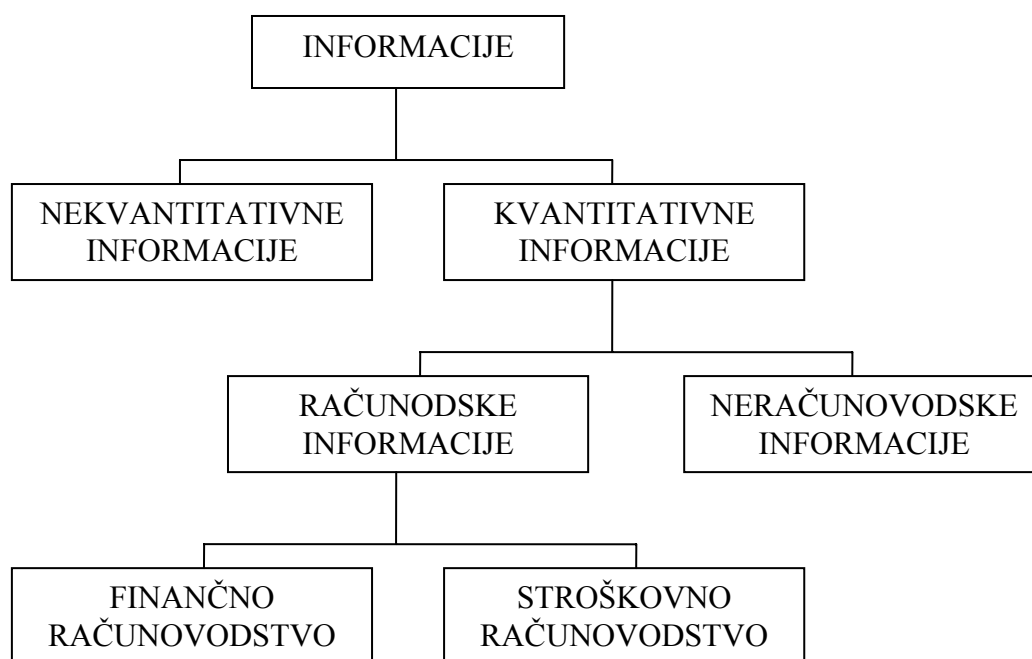 INFORMACIJE
NEKVANTITATIVNE
INFORMACIJE
KVANTITATIVNE
INFORMACIJE
RAČUNODSKE
INFORMACIJE
NERAČUNOVODSKE
INFORMACIJE
FINANČNO
RAČUNOVODSTVO
STROŠKOVNO
RAČUNOVODSTVO